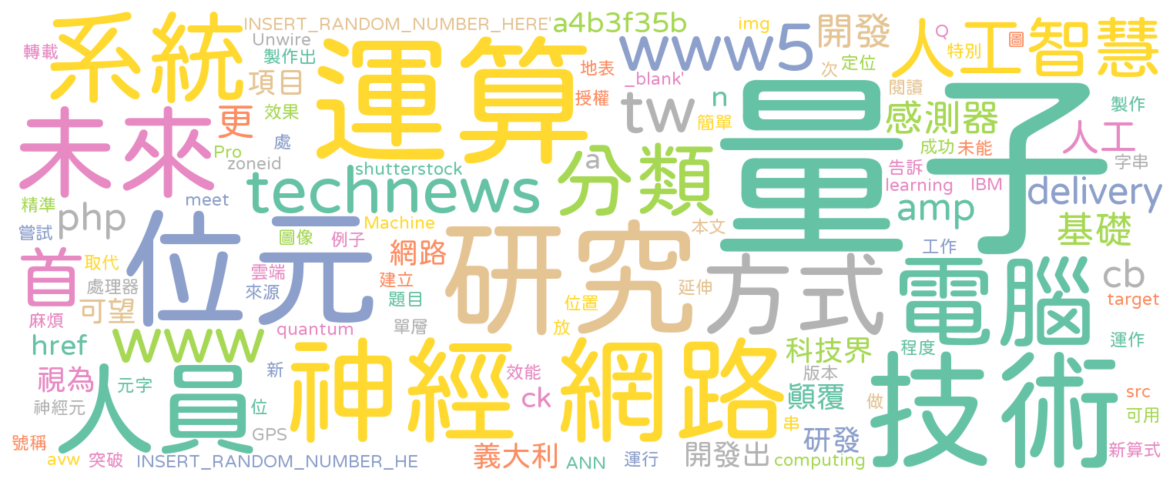 INSERT_RANDOM_NUMBER_HERE'
a4b3f35b
img
Q
圖
轉載
Unwire
製作出
系統
運算
www5
開發
特別
人工智慧
項目
地表
_blank'
次
定位
閱讀
未來
更
效果
授權
tw
n
簡單
量子
感測器
製作
處
Pro
zoneid
shutterstock
a
分類
成功
未能
人工
字串
告訴
learning
IBM
精準
php
meet
technews
amp
delivery
嘗試
位元
Machine
圖像
例子
研究
本文
工作
基礎
首
取代
處理器
可望
麻煩
雲端
來源
網路
建立
題目
單層
位置
放
延伸
方式
電腦
cb
target
href
www
quantum
神經網路
科技界
程度
運作
視為
元字
新
效能
ck
版本
顛覆
做
技術
src
可用
神經元
人員
位
GPS
串
研發
號稱
avw
突破
INSERT_RANDOM_NUMBER_HE
義大利
ANN
運行
開發出
computing
新算式